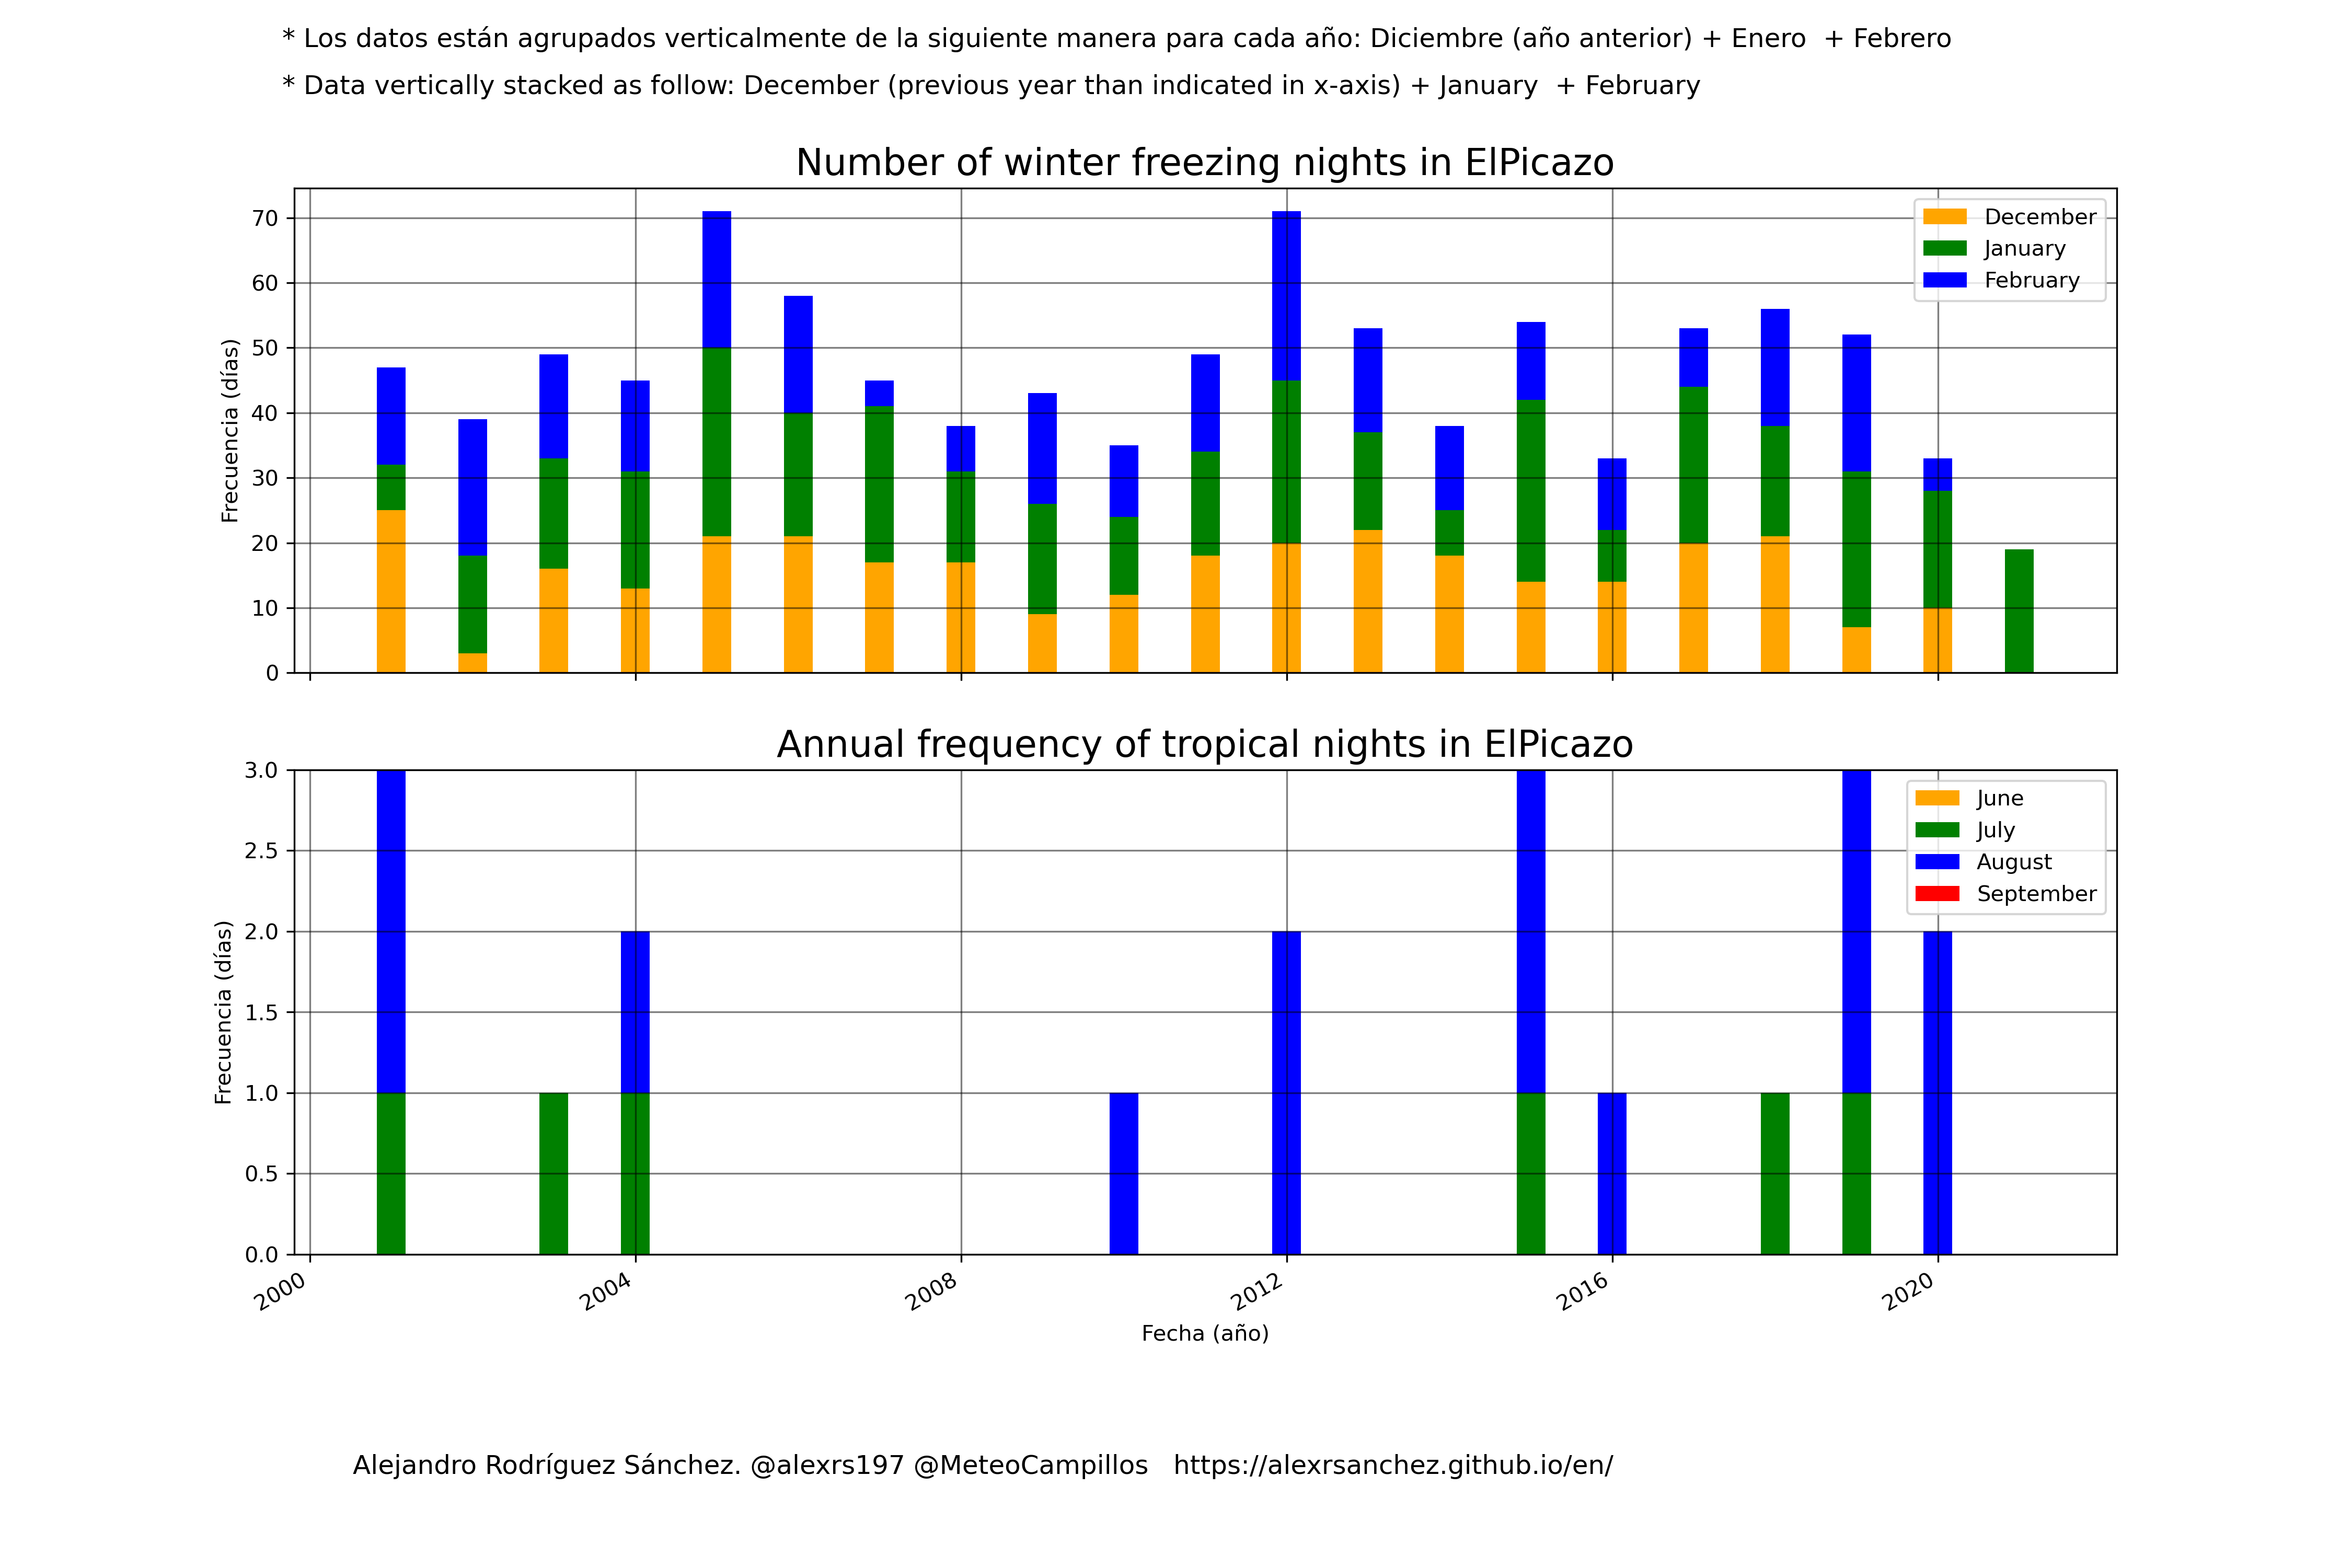 * Los datos están agrupados verticalmente de la siguiente manera para cada año: Diciembre (año anterior) + Enero  + Febrero
* Data vertically stacked as follow: December (previous year than indicated in x-axis) + January  + February
Number of winter freezing nights in ElPicazo
70
60
50
40
30
20
10
0
Frecuencia (días)
December
January
February
Annual frequency of tropical nights in ElPicazo
3.0
2.5
2.0
1.5
1.0
0.5
0.0
Frecuencia (días)
June
July
August
September
2000
2004
2008
2012
2016
2020
Fecha (año)
Alejandro Rodríguez Sánchez. @alexrs197 @MeteoCampillos   https://alexrsanchez.github.io/en/